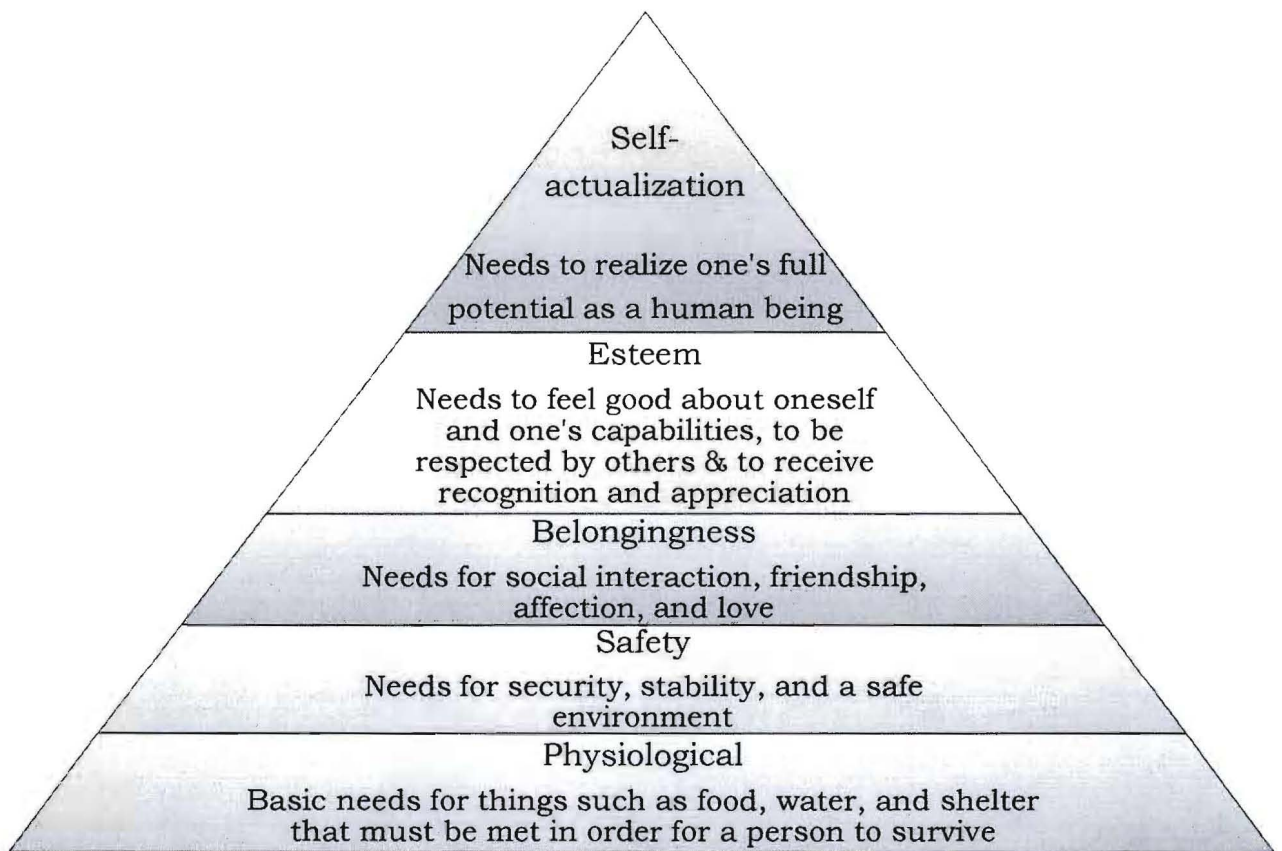 Self-
actualization
Needs to realize one's full
potential as a human being
Esteem
Needs to feel good about oneself
and one's capabilities, to be
respected by others & to receive
recognition and appreciation
Belongingness
Needs for social interaction, friendship,
affection, and love
Safety
Needs for security, stability, and a safe
environment
Physiological
Basic needs for things such as food, water, and shelter
that must be met in order for a person to survive